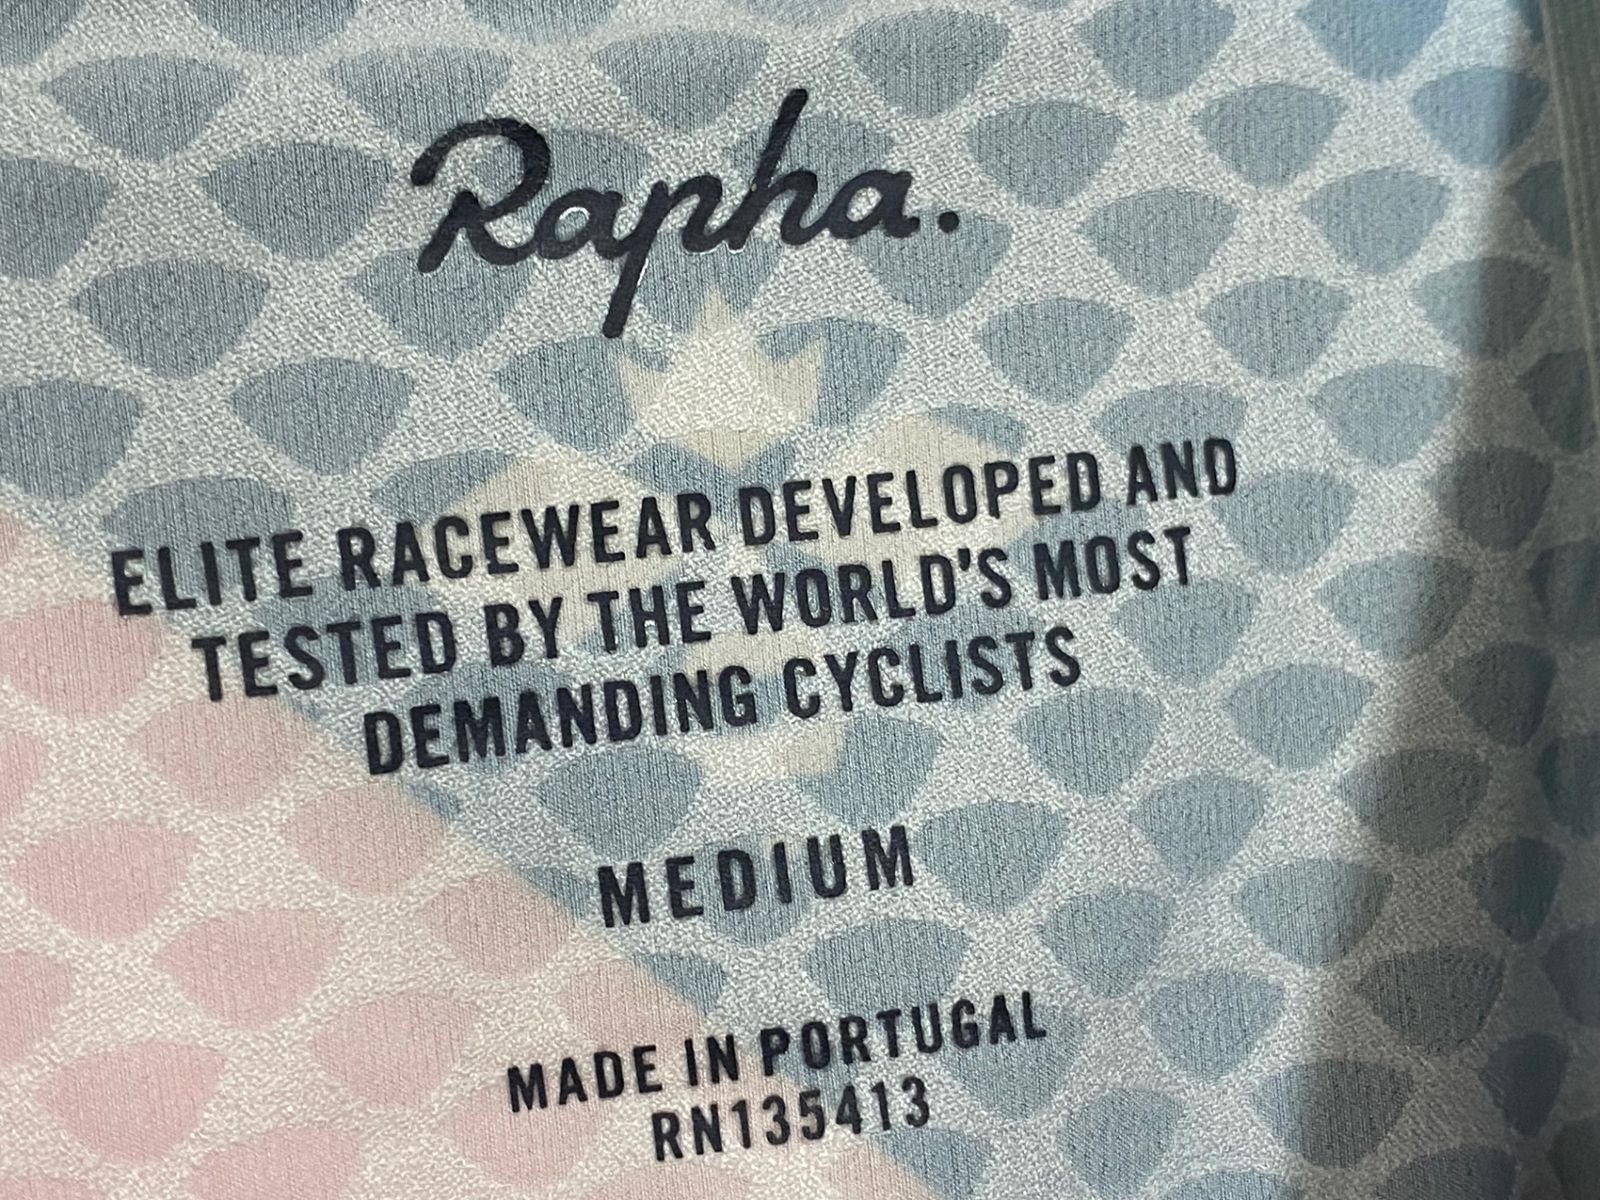 Rapha.
ELITE RACEWEAR DEVELOPED AND
TESTED BY THE WORLD'S MOST
DEMANDING CYCLISTS
MEDIUM
MADE IN PORTUGAL
RN135413